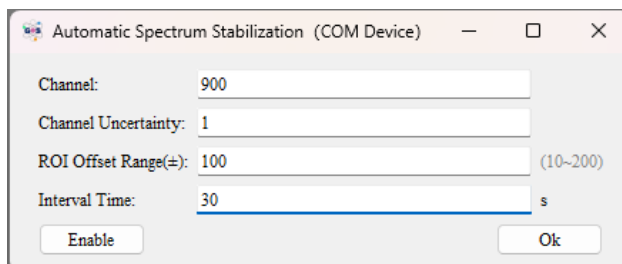 Automatic Spectrum Stabilization (COM Device)
Channel: 900
Channel Uncertainty: 1
ROI Offset Range(±): 100 (10~200)
Interval Time: 30 s
Enable Ok